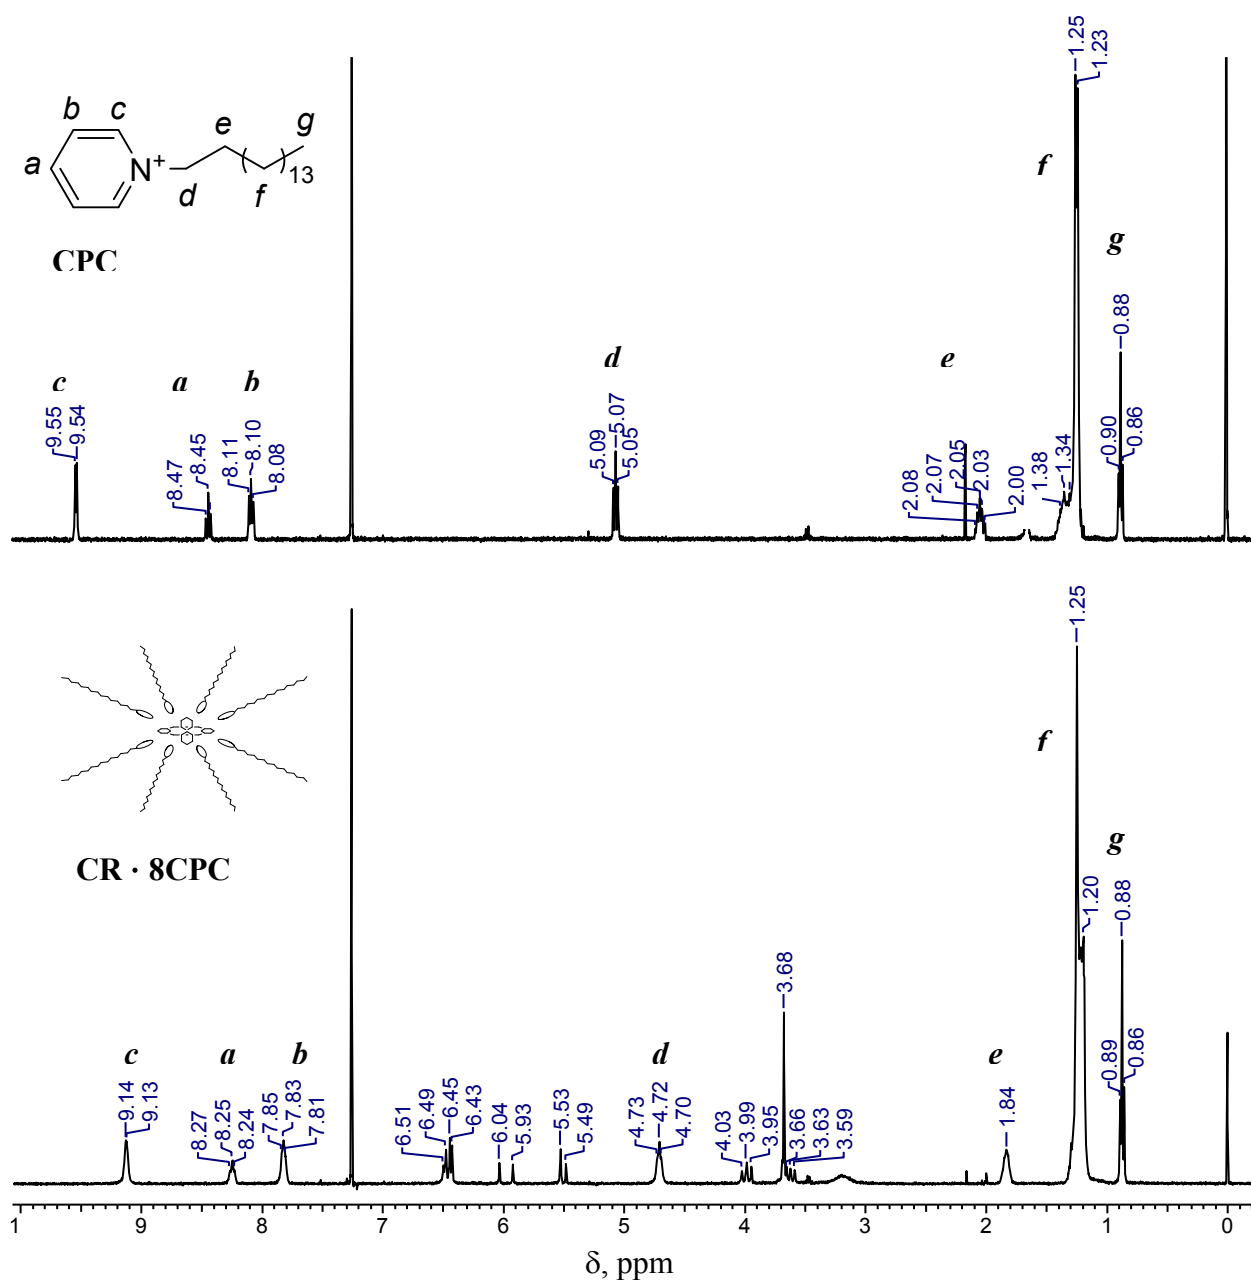 1.25
1.23
b
c
e
g
a
N+
13
d
f
CPC
f
g
c
a
b
d
e
9.55
9.54
8.47
8.45
8.11
8.10
8.08
5.09
5.07
5.05
2.08
2.07
2.05
2.03
2.00
1.38
1.34
0.90
0.88
0.86
1.25
CR · 8CPC
f
g
c
a
b
d
e
9.14
9.13
8.27
8.25
8.24
7.85
7.83
7.81
6.51
6.49
6.45
6.43
6.04
5.93
5.53
5.49
4.73
4.72
4.70
4.03
3.99
3.95
3.68
3.66
3.63
3.59
1.84
1.20
0.89
0.88
0.86
1 9 8 7 6 5 4 3 2 1 0
δ, ppm